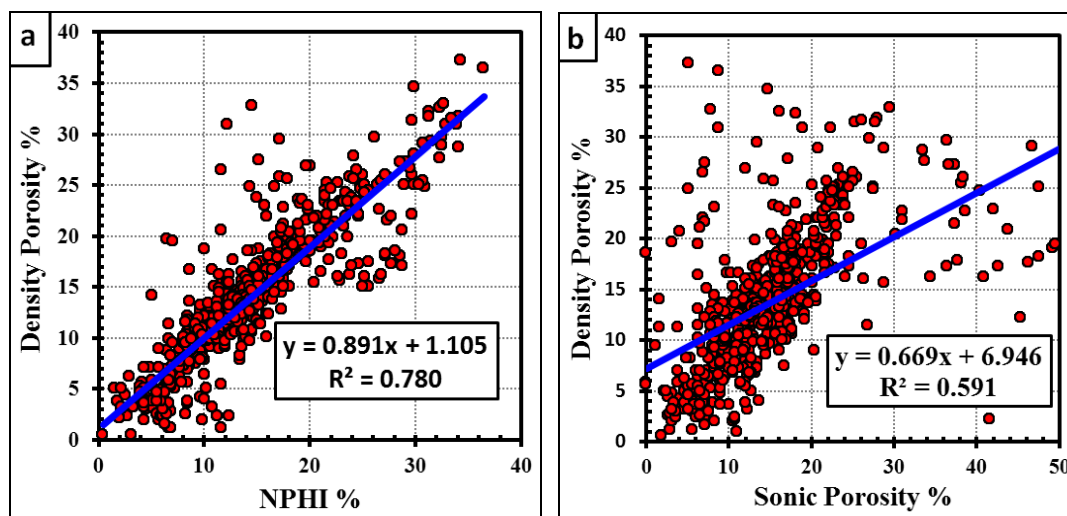 a
40
35
30
25
20
15
10
5
0
Density Porosity %
y = 0.891x + 1.105
R² = 0.780
0 10 20 30 40
NPHI %
b
40
35
30
25
20
15
10
5
0
Density Porosity %
y = 0.669x + 6.946
R² = 0.591
0 10 20 30 40 50
Sonic Porosity %